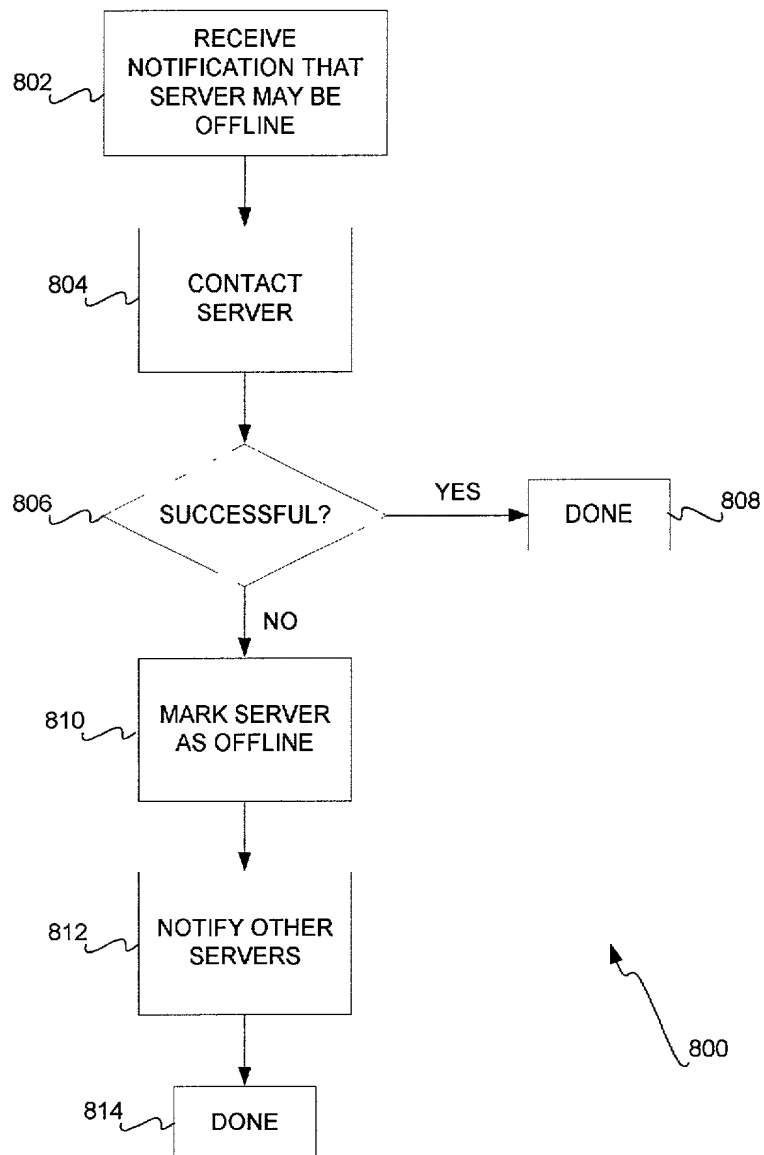 RECEIVE
NOTIFICATION THAT
SERVER MAY BE
OFFLINE
802
CONTACT
SERVER
804
SUCCESSFUL?
806
YES
DONE
808
NO
MARK SERVER
AS OFFLINE
810
NOTIFY OTHER
SERVERS
812
800
DONE
814